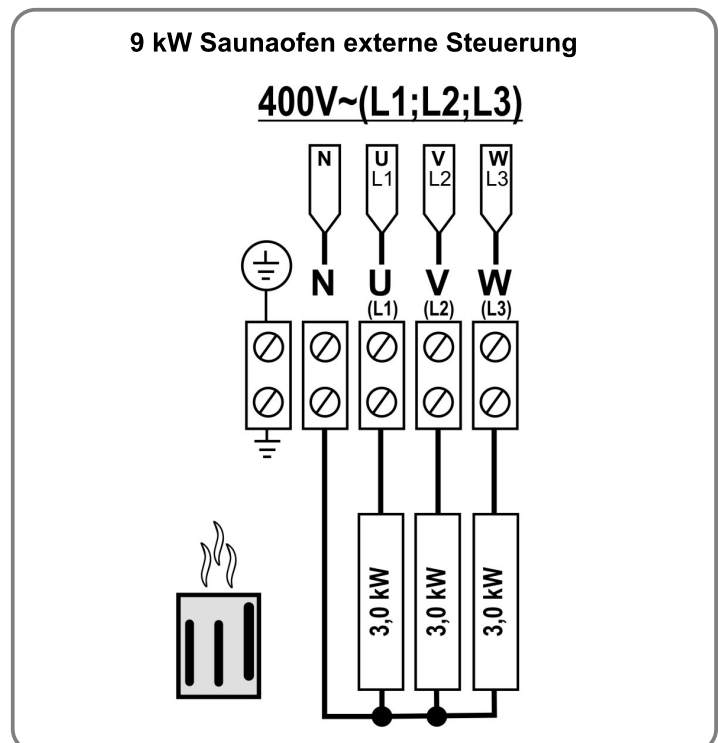 9 kW Saunaofen externe Steuerung
400V~(L1;L2;L3)
N U V W
L1 L2 L3
N U V W
(L1) (L2) (L3)
3,0 kW 3,0 kW 3,0 kW